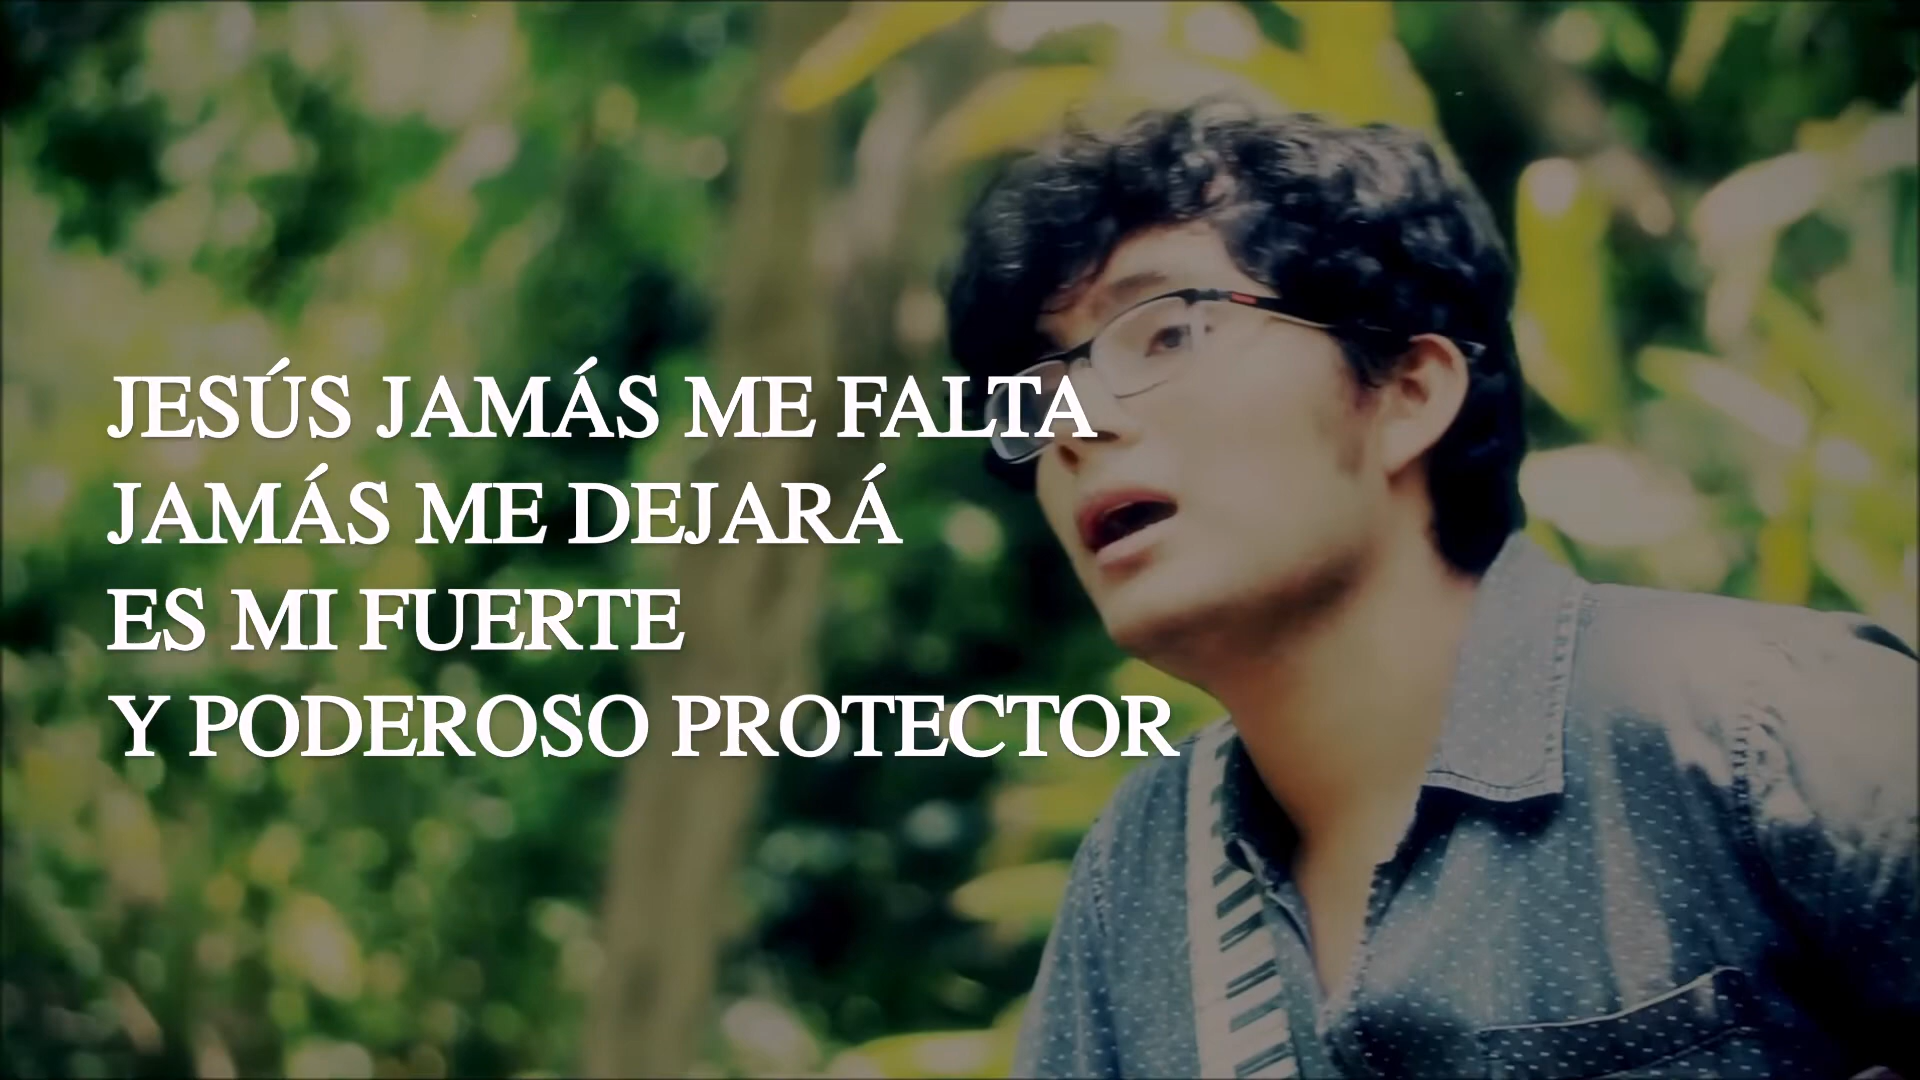 JESÚS JAMÁS ME FALTA
JAMÁS ME DEJARÁ
ES MI FUERTE
Y PODEROSO PROTECTOR